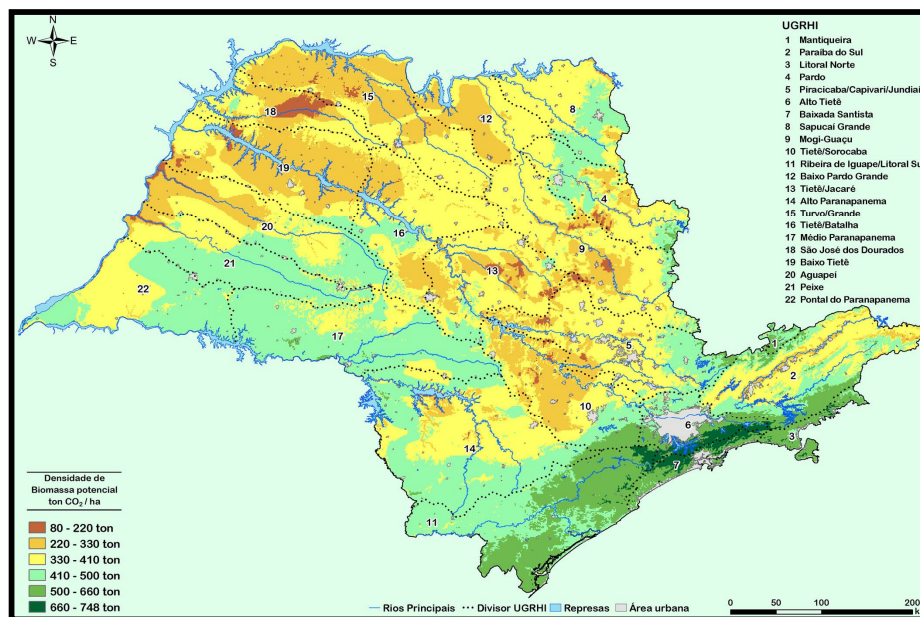 N
W E
S
UGRHI
1 Mantiqueira
2 Paraíba do Sul
3 Litoral Norte
4 Pardo
5 Piracicaba/Capivari/Jundiaí
6 Alto Tietê
7 Baixada Santista
8 Sapucaí Grande
9 Mogi-Guaçu
10 Tietê/Sorocaba
11 Ribeira de Iguape/Litoral Su
12 Baixo Pardo Grande
13 Tietê/Jacaré
14 Alto Paranapanema
15 Turvo/Grande
16 Tietê/Batalha
17 Médio Paranapanema
18 São José dos Dourados
19 Baixo Tietê
20 Aguapeí
21 Peixe
22 Pontal do Paranapanema
15
18
12
8
19
4
20
16
9
21
13
22
17
5
1
2
10
6
3
14
7
11
Densidade de
Biomassa potencial
ton CO₂ / ha
80 - 220 ton
220 - 330 ton
330 - 410 ton
410 - 500 ton
500 - 660 ton
660 - 748 ton
Rios Principais Divisor UGRHI Represas Área urbana
0 50 100 200
k